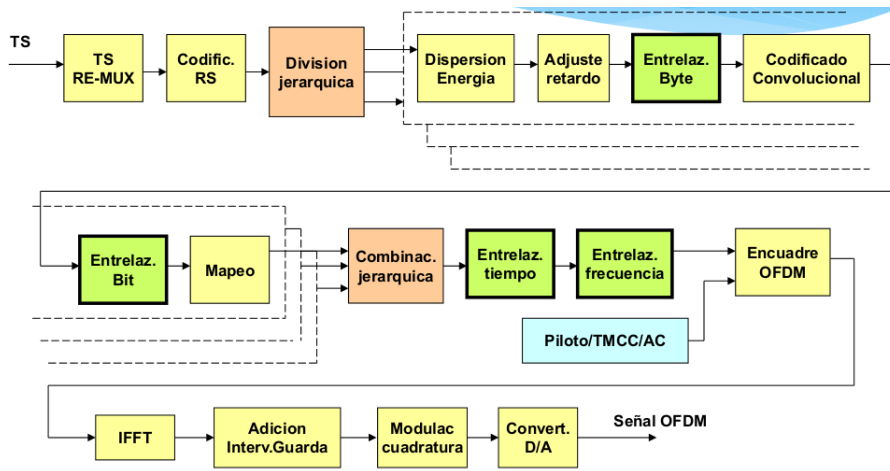 TS
TS
RE-MUX
Codific.
RS
Division
jerarquica
Dispersion
Energia
Adjuste
retardo
Entrelaz.
Byte
Codificado
Convolucional
Entrelaz.
Bit
Mapeo
Combinac.
jerarquica
Entrelaz.
tiempo
Entrelaz.
frecuencia
Encuadre
OFDM
Piloto/TMCC/AC
IFFT
Adicion
Interv.Guarda
Modulac
cuadratura
Convert.
D/A
Señal OFDM